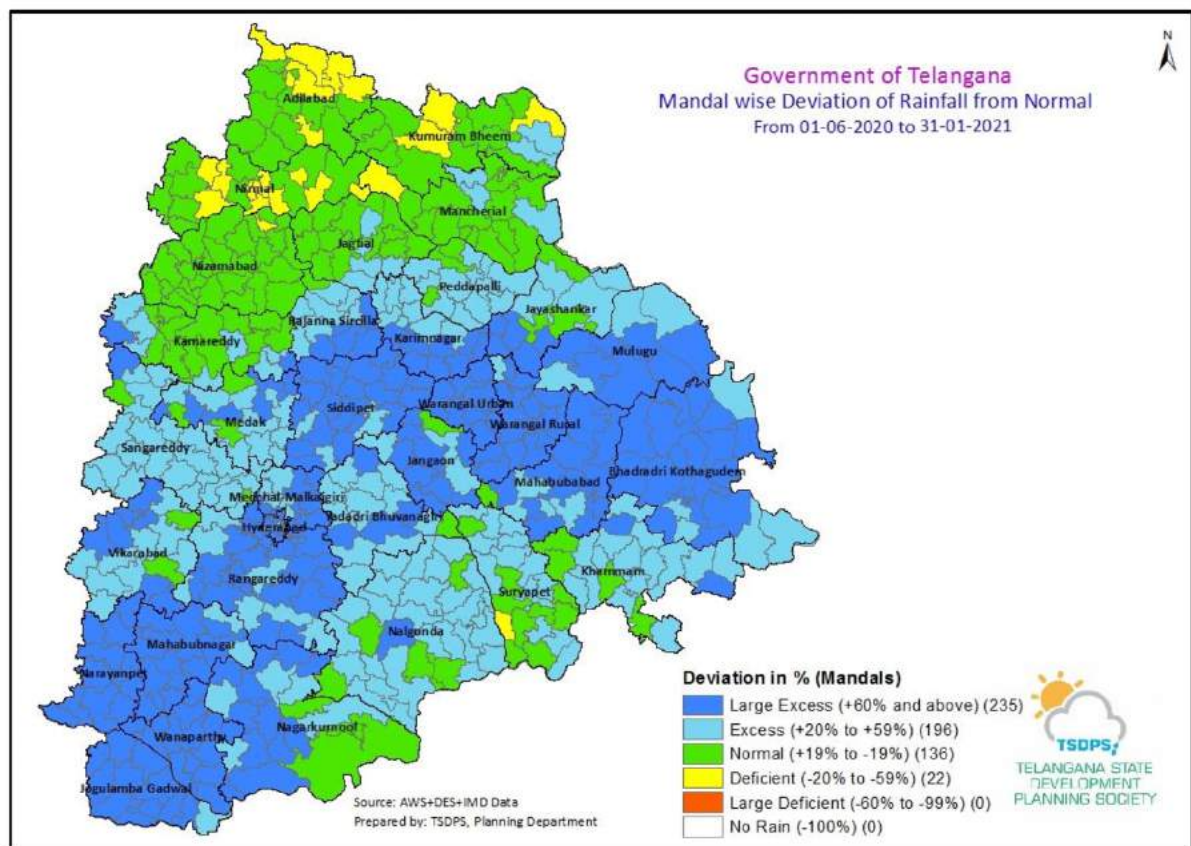 N
Government of Telangana
Mandal wise Deviation of Rainfall from Normal
From 01-06-2020 to 31-01-2021
Adilabad
Kumuram Bheem
Nirmal
Mancherial
Jagtial
Nizamabad
Peddapalli
Jayashankar
Rajanna Sircilla
Karimnagar
Kamareddy
Mulugu
Siddipet
Warangal Urban
Medak
Warangal Rural
Sangareddy
Jangaon
Bhadradri Kothagudem
Mahabubabad
Medchal-Malkajgiri
Yadadri Bhuvanagiri
Hyderabad
Vikarabad
Rangareddy
Khammam
Suryapet
Nalgonda
Mahabubnagar
Narayanpet
Nagarkurnool
Wanaparthy
Jogulamba Gadwal
Deviation in % (Mandals)
Large Excess (+60% and above) (235)
Excess (+20% to +59%) (196)
Normal (+19% to -19%) (136)
Deficient (-20% to -59%) (22)
Large Deficient (-60% to -99%) (0)
No Rain (-100%) (0)
Source: AWS+DES+IMD Data
Prepared by: TSDPS, Planning Department
TSDPS
TELANGANA STATE
DEVELOPMENT
PLANNING SOCIETY